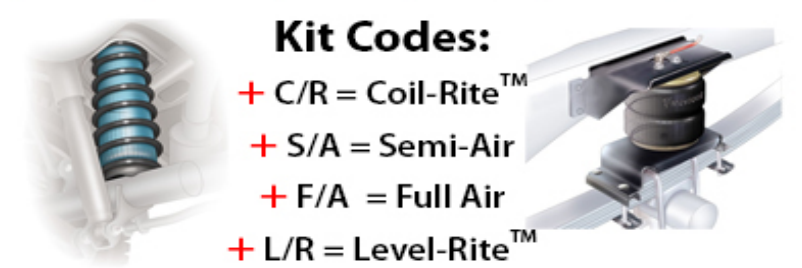 Kit Codes:
+ C/R = Coil-Rite™
+ S/A = Semi-Air
+ F/A = Full Air
+ L/R = Level-Rite™